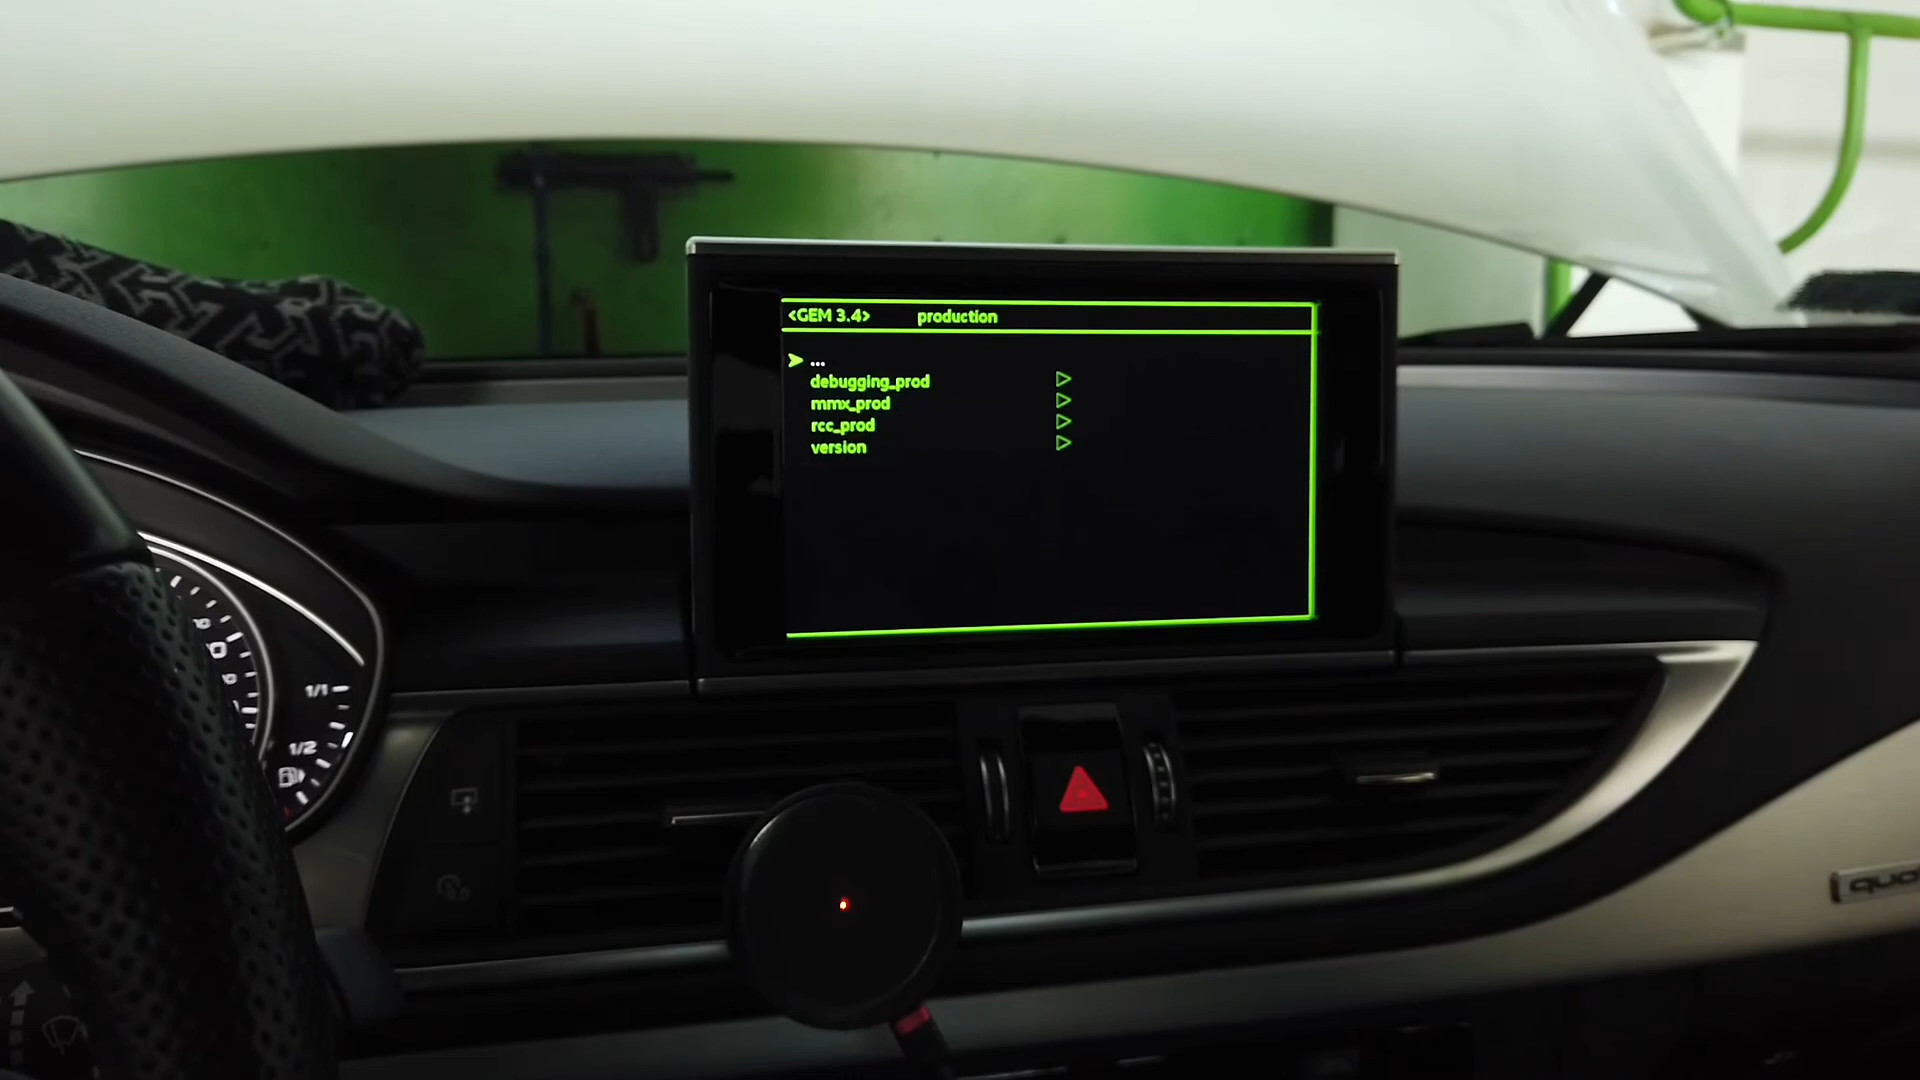 <GEM 3.4> production
...
debugging_prod
mmx_prod
rcc_prod
version
1/1
1/2